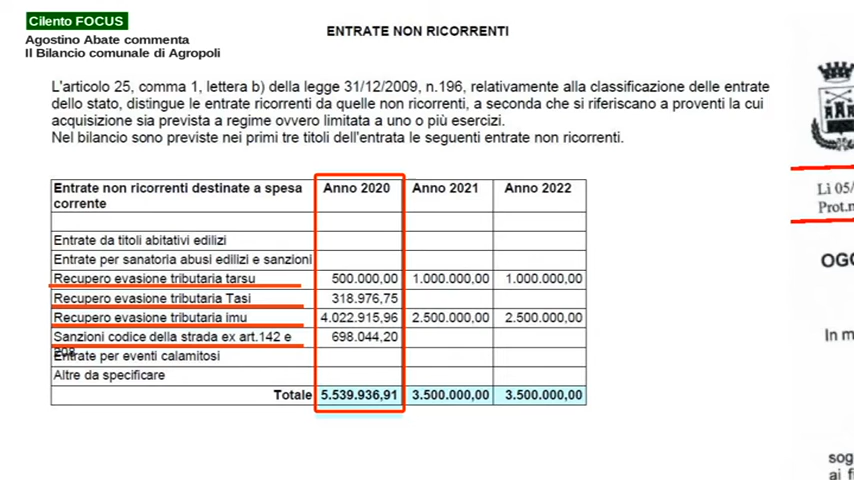 Cilento FOCUS
Agostino Abate commenta
Il Bilancio comunale di Agropoli
ENTRATE NON RICORRENTI
L'articolo 25, comma 1, lettera b) della legge 31/12/2009, n.196, relativamente alla classificazione delle entrate
dello stato, distingue le entrate ricorrenti da quelle non ricorrenti, a seconda che si riferiscano a proventi la cui
acquisizione sia prevista a regime ovvero limitata a uno o più esercizi.
Nel bilancio sono previste nei primi tre titoli dell'entrata le seguenti entrate non ricorrenti.
Entrate non ricorrenti destinate a spesa Anno 2020 Anno 2021 Anno 2022
corrente
Entrate da titoli abitativi edilizi
Entrate per sanatoria abusi edilizi e sanzioni
Recupero evasione tributaria tarsu 500.000,00 1.000.000,00 1.000.000,00
Recupero evasione tributaria Tasi 318.976,75
Recupero evasione tributaria imu 4.022.915,96 2.500.000,00 2.500.000,00
Sanzioni codice della strada ex art.142 e 698.044,20
208
Entrate per eventi calamitosi
Altre da specificare
Totale 5.539.936,91 3.500.000,00 3.500.000,00
Lì 05/
Prot.n
OGG
In m
sog
ai f